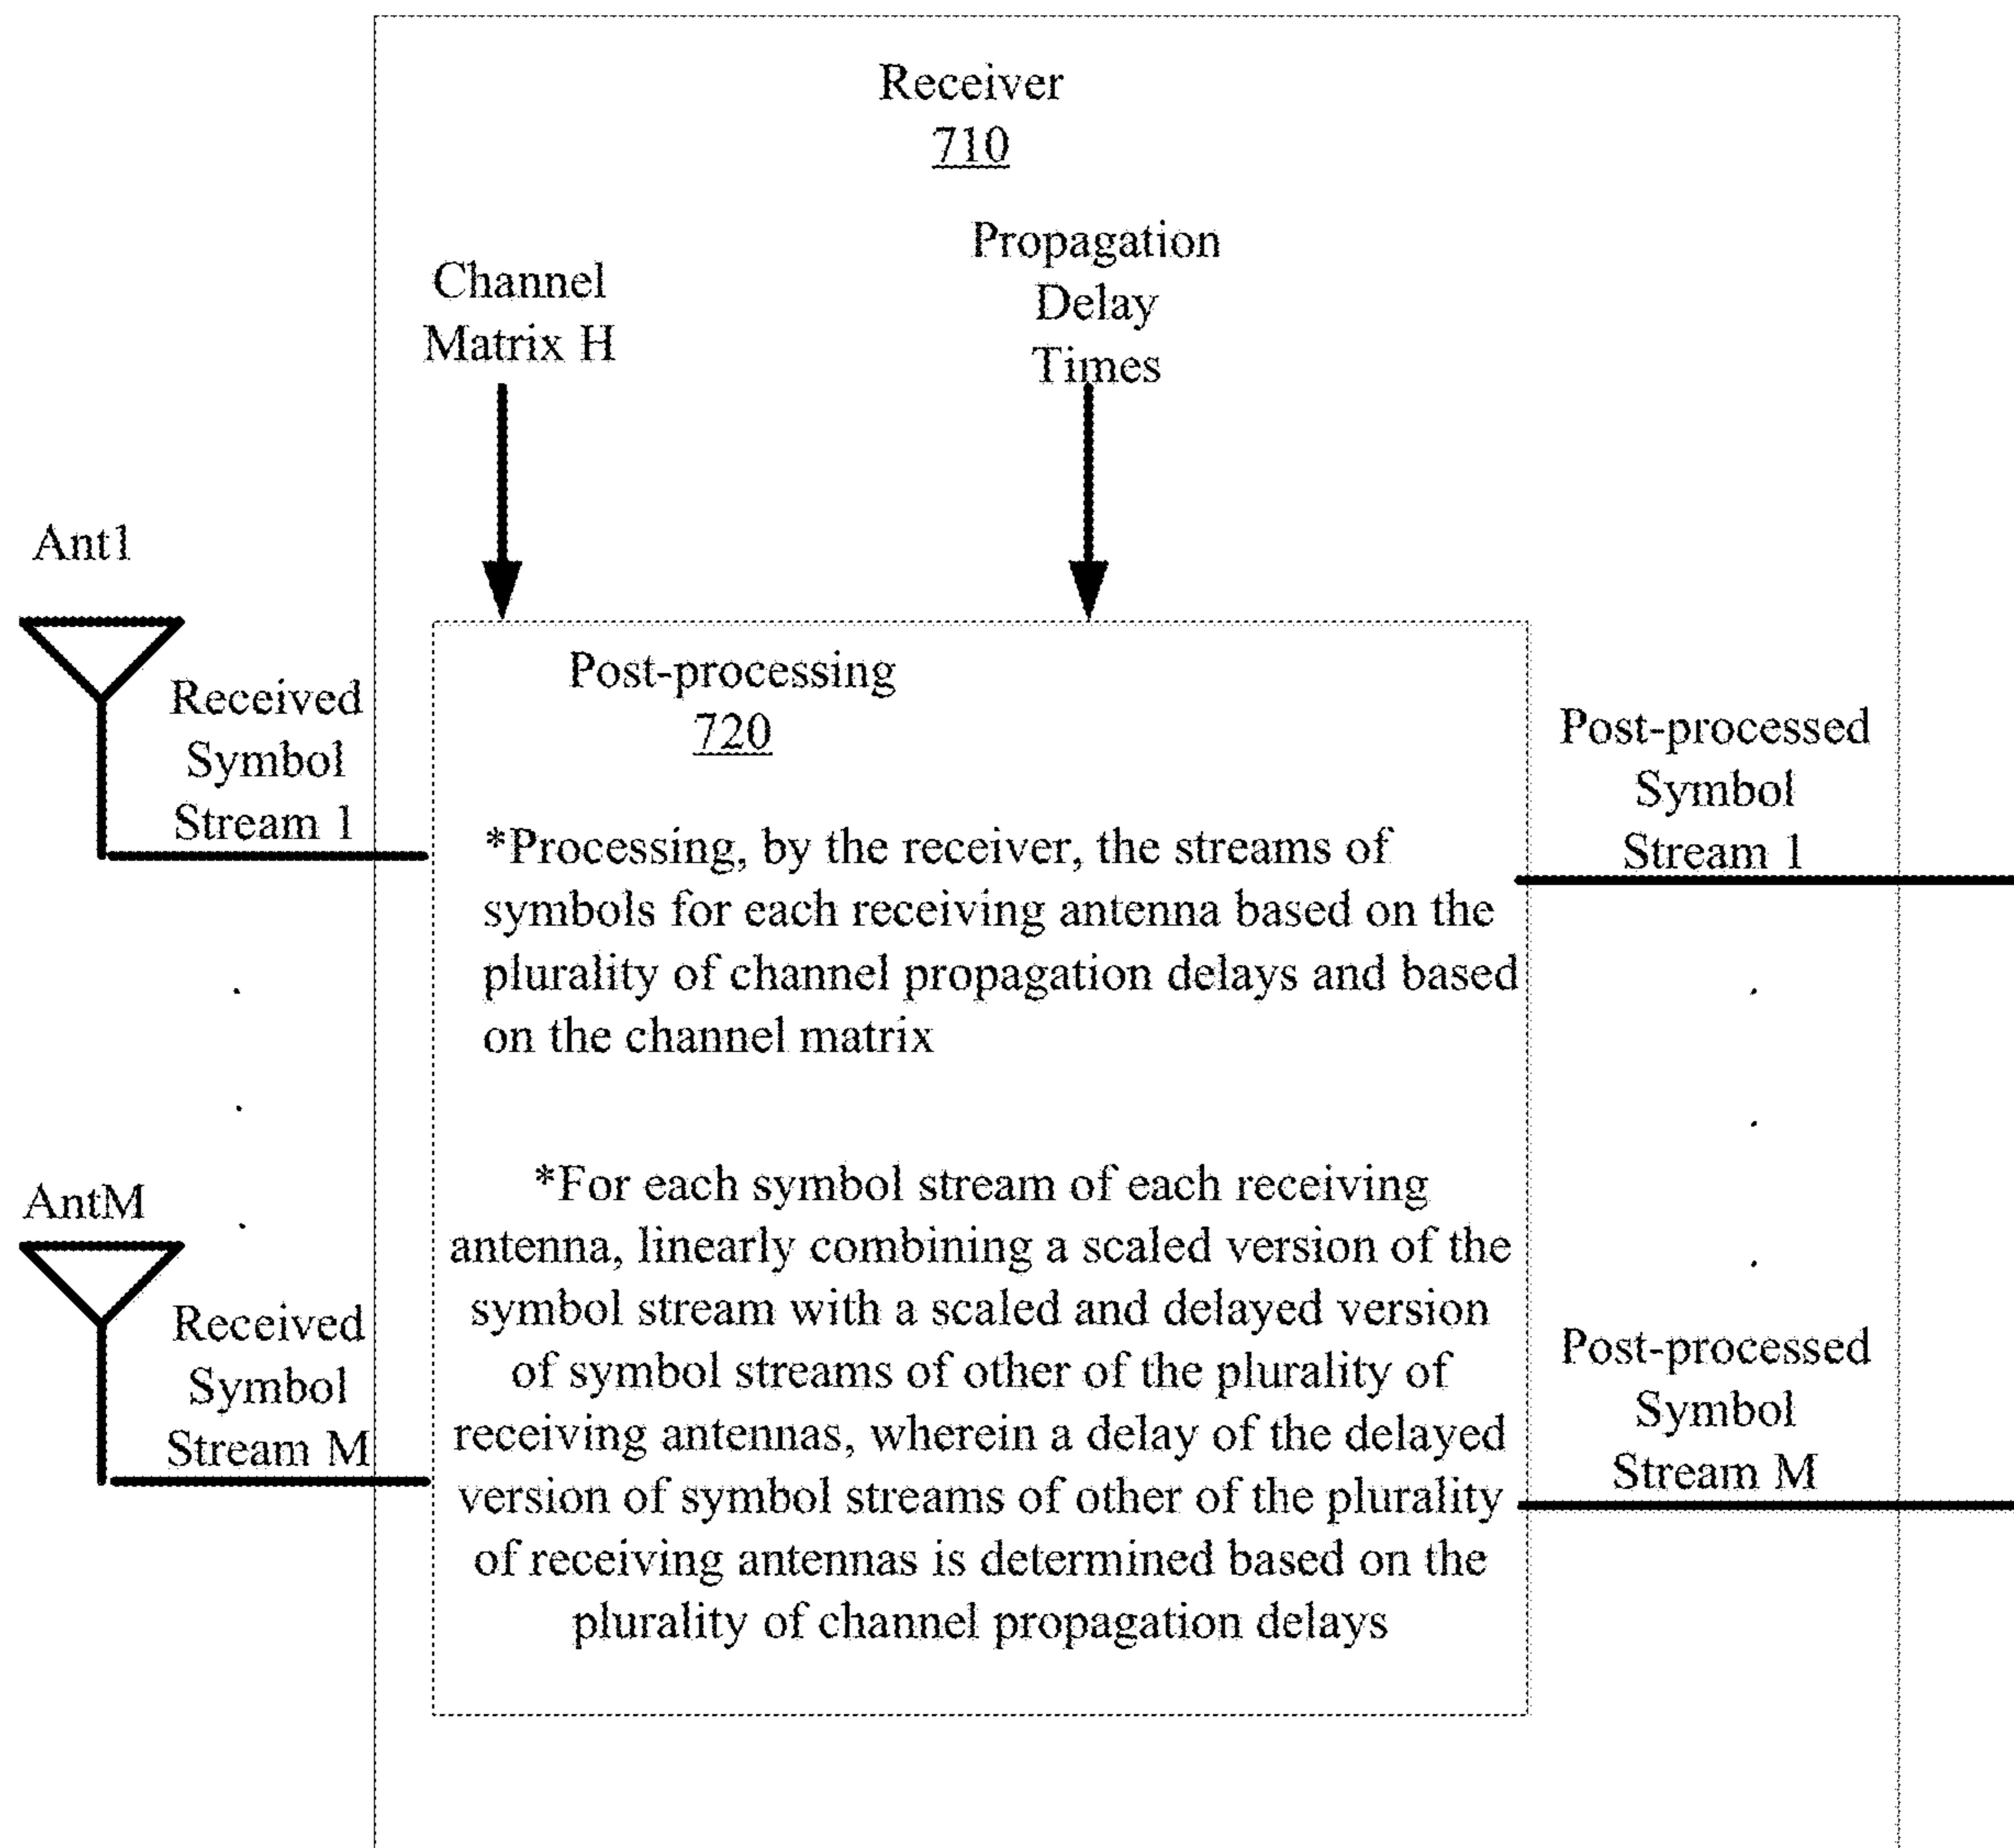 Receiver
710
Channel
Matrix H
Propagation
Delay
Times
Ant1
Received
Symbol
Stream 1
Post-processing
720
*Processing, by the receiver, the streams of
symbols for each receiving antenna based on the
plurality of channel propagation delays and based
on the channel matrix
Post-processed
Symbol
Stream 1
AntM
Received
Symbol
Stream M
*For each symbol stream of each receiving
antenna, linearly combining a scaled version of the
symbol stream with a scaled and delayed version
of symbol streams of other of the plurality of
receiving antennas, wherein a delay of the delayed
version of symbol streams of other of the plurality
of receiving antennas is determined based on the
plurality of channel propagation delays
Post-processed
Symbol
Stream M